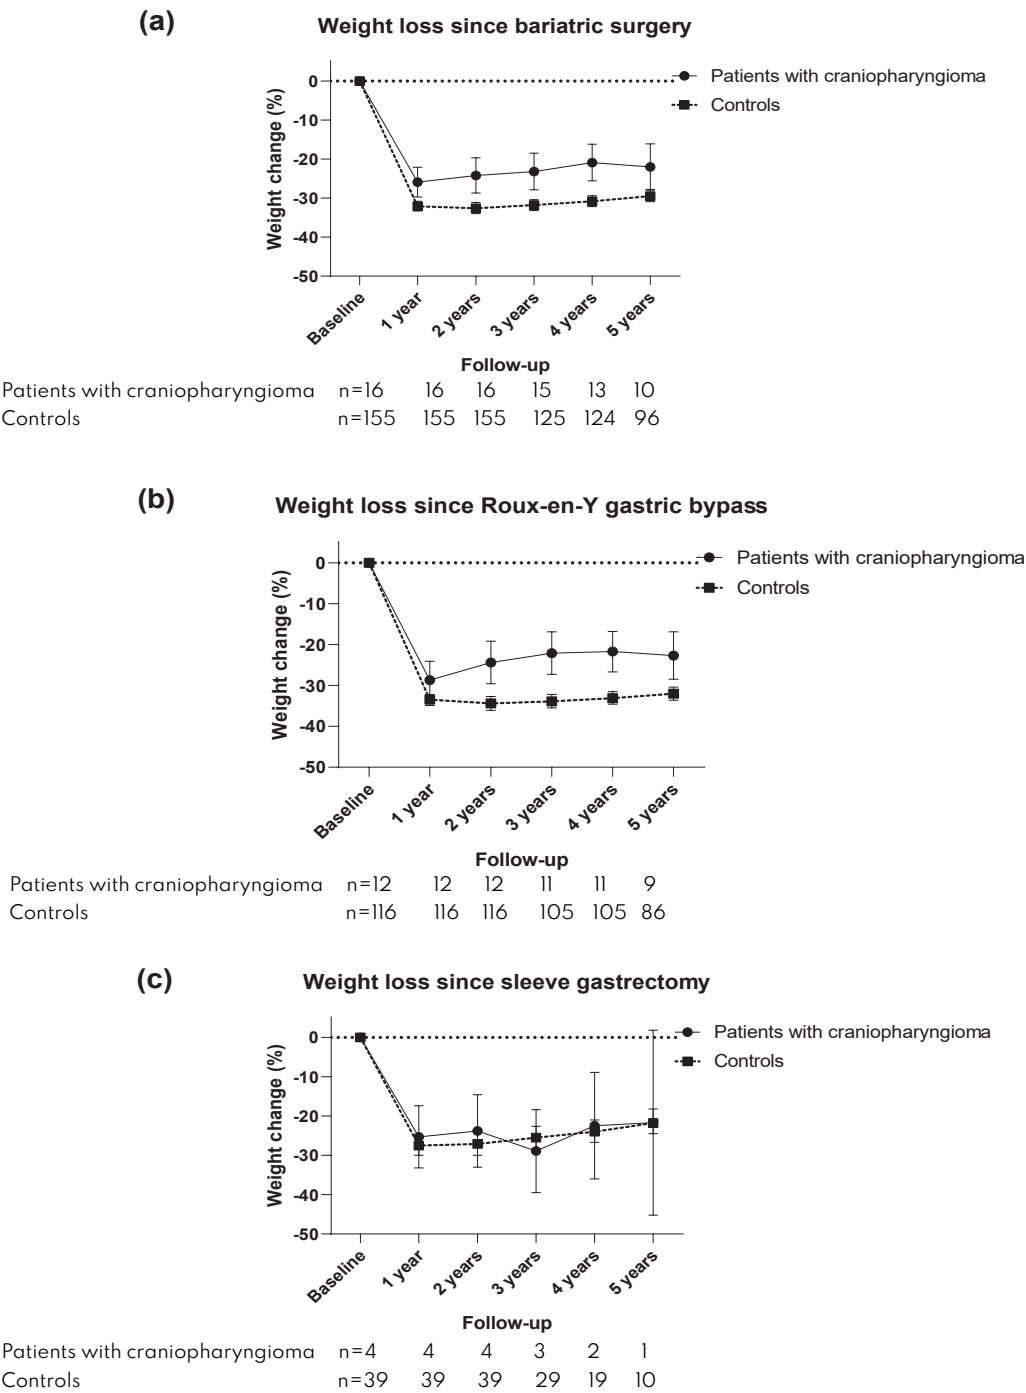 (a)
Weight loss since bariatric surgery
Patients with craniopharyngioma
Controls
Weight change (%)
0
-10
-20
-30
-40
-50
Baseline 1 year 2 years 3 years 4 years 5 years
Follow-up
Patients with craniopharyngioma n=16 16 16 15 13 10
Controls n=155 155 155 125 124 96
(b)
Weight loss since Roux-en-Y gastric bypass
Patients with craniopharyngioma
Controls
Weight change (%)
0
-10
-20
-30
-40
-50
Baseline 1 year 2 years 3 years 4 years 5 years
Follow-up
Patients with craniopharyngioma n=12 12 12 11 11 9
Controls n=116 116 116 105 105 86
(c)
Weight loss since sleeve gastrectomy
Patients with craniopharyngioma
Controls
Weight change (%)
0
-10
-20
-30
-40
-50
Baseline 1 year 2 years 3 years 4 years 5 years
Follow-up
Patients with craniopharyngioma n=4 4 4 3 2 1
Controls n=39 39 39 29 19 10